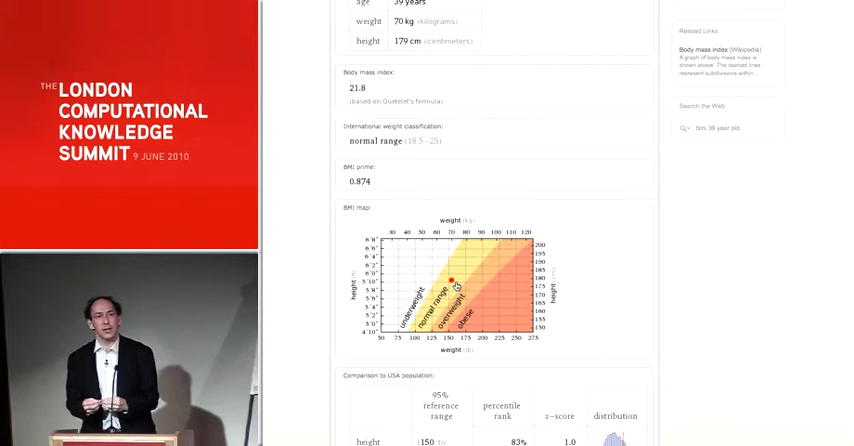 THE LONDON
COMPUTATIONAL
KNOWLEDGE
SUMMIT 9 JUNE 2010
age 39 years
weight 70 kg (kilograms)
height 179 cm (centimeters)
Body mass index:
21.8
(based on Quetelet's formula)
International weight classification:
normal range (18.5–25)
BMI prime:
0.874
BMI map:
weight (kg)
30 40 50 60 70 80 90 100 110 120
6'8"
6'6"
6'4"
6'2"
6'0"
5'10"
5'8"
5'6"
5'4"
5'2"
5'0"
4'10"
height (ft)
underweight
normal range
overweight
obese
200
195
190
185
180
175
170
165
160
155
150
height (cm)
50 75 100 125 150 175 200 225 250 275
weight (lb)
Comparison to USA population:
95%
reference
range
percentile
rank
z-score
distribution
height (150 to 83% 1.0
Related Links
Body mass index (Wikipedia)
A graph of body mass index is
shown above. The dashed lines
represent subdivisions within ...
Search the Web
bmi 39 year old